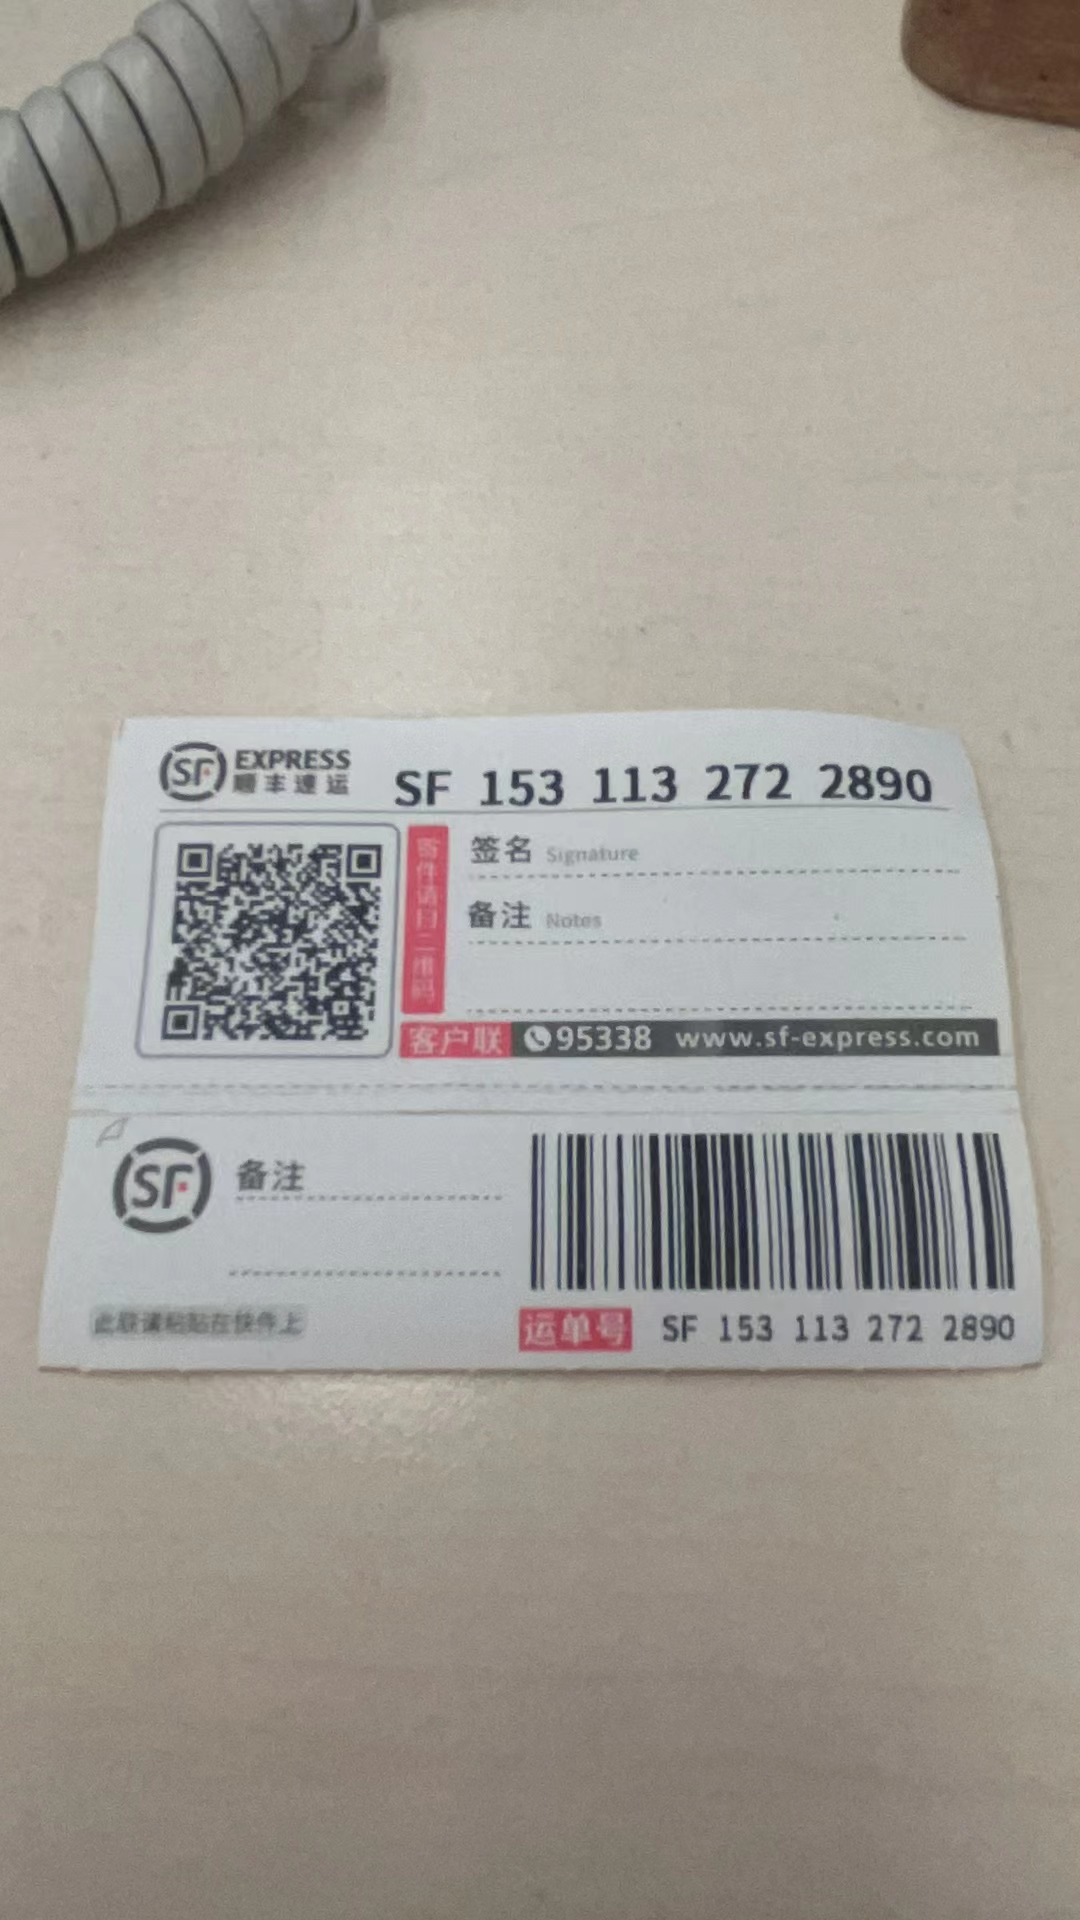 SF EXPRESS
顺丰速运
SF 153 113 272 2890
寄件请扫二维码
签名 Signature
备注 Notes
客户联 95338 www.sf-express.com
SF 备注
此联请粘贴在快件上
运单号 SF 153 113 272 2890